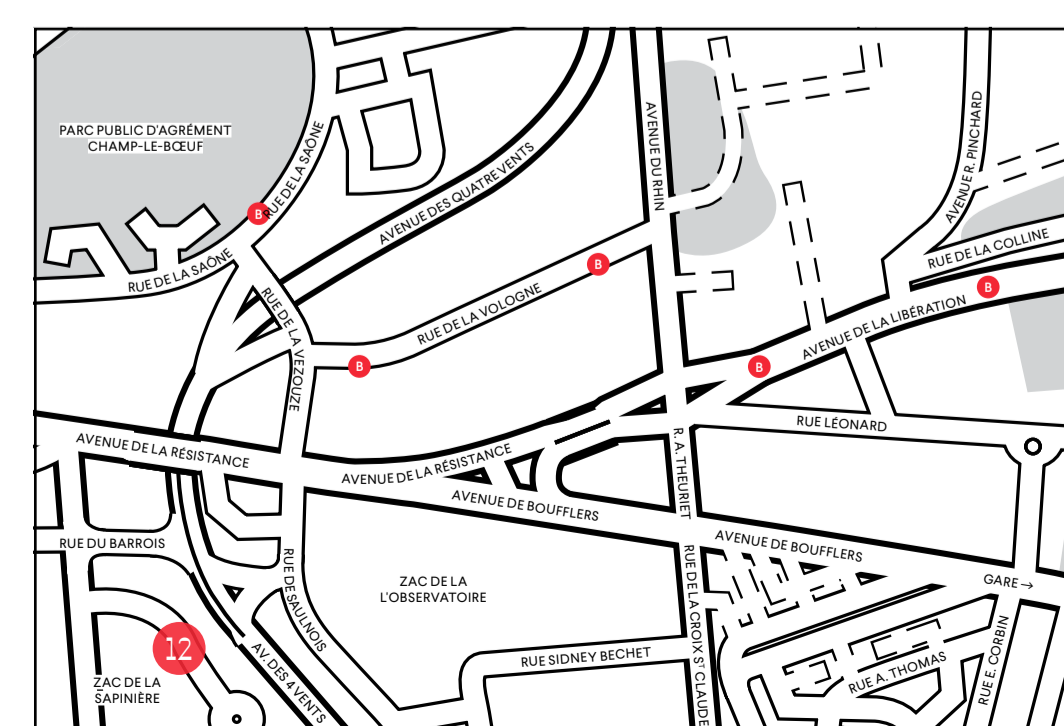 PARC PUBLIC D'AGRÉMENT
CHAMP-LE-BŒUF
B
RUE DE LA SAÔNE
RUE DE LA SAÔNE
AVENUE DES QUATRE VENTS
AVENUE DU RHIN
AVENUE R. PINCHARD
RUE DE LA COLLINE
B
B
RUE DE LA VEZOUZE
RUE DE LA VOLOGNE
B
B
AVENUE DE LA LIBÉRATION
RUE LÉONARD
AVENUE DE LA RÉSISTANCE
AVENUE DE LA RÉSISTANCE
R. A. THEURIET
AVENUE DE BOUFFLERS
AVENUE DE BOUFFLERS
RUE DU BARROIS
GARE →
ZAC DE LA
L'OBSERVATOIRE
RUE DE SAULNOIS
RUE DE LA CROIX Sᵀ CLAUDE
12
AV. DES 4 VENTS
RUE SIDNEY BECHET
RUE A. THOMAS
RUE E. CORBIN
ZAC DE LA
SAPINIÈRE